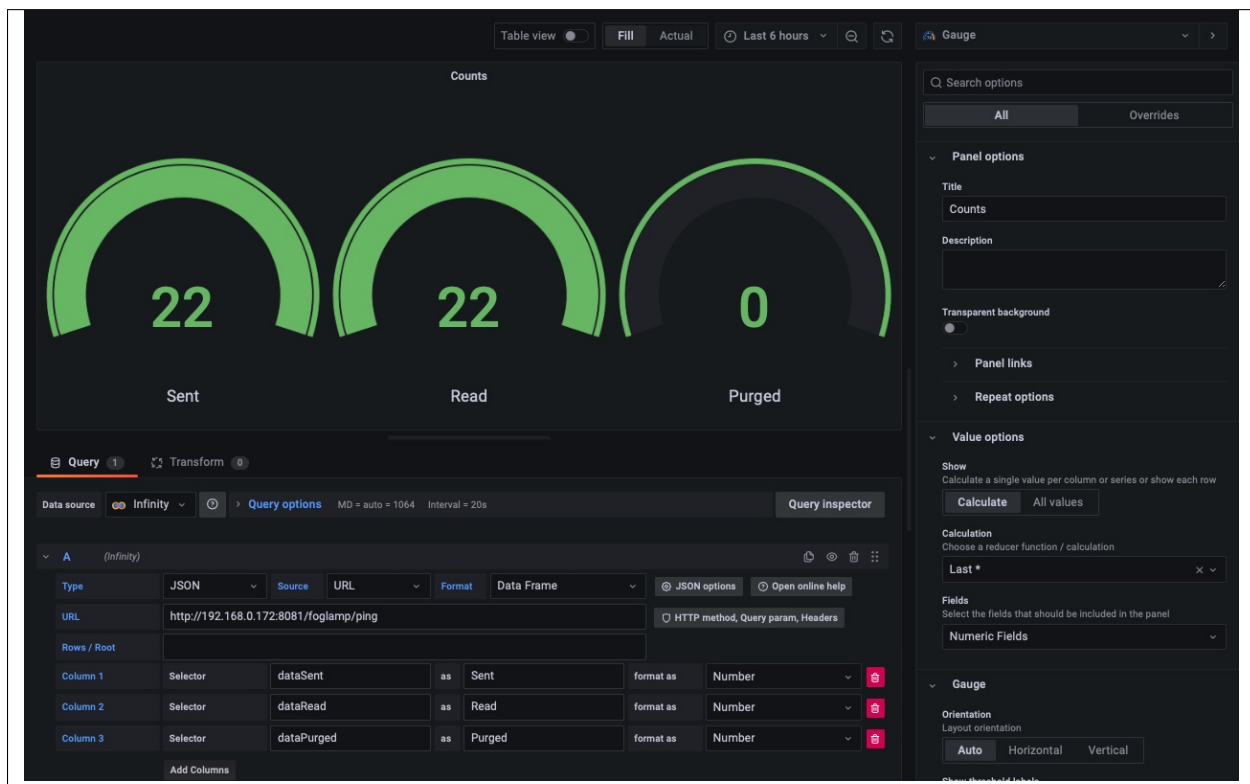 Table view
Fill
Actual
Last 6 hours
Gauge
Counts
22
22
0
Sent
Read
Purged
Search options
All
Overrides
Panel options
Title
Counts
Description
Transparent background
Panel links
Repeat options
Value options
Show
Calculate a single value per column or series or show each row
Calculate
All values
Calculation
Choose a reducer function / calculation
Last *
Fields
Select the fields that should be included in the panel
Numeric Fields
Gauge
Orientation
Layout orientation
Auto
Horizontal
Vertical
Show threshold labels
Query 1
Transform 0
Data source
Infinity
Query options
MD = auto = 1064
Interval = 20s
Query inspector
A
(Infinity)
Type
JSON
Source
URL
Format
Data Frame
JSON options
Open online help
URL
http://192.168.0.172:8081/foglamp/ping
HTTP method, Query param, Headers
Rows / Root
Column 1
Selector
dataSent
as
Sent
format as
Number
Column 2
Selector
dataRead
as
Read
format as
Number
Column 3
Selector
dataPurged
as
Purged
format as
Number
Add Columns